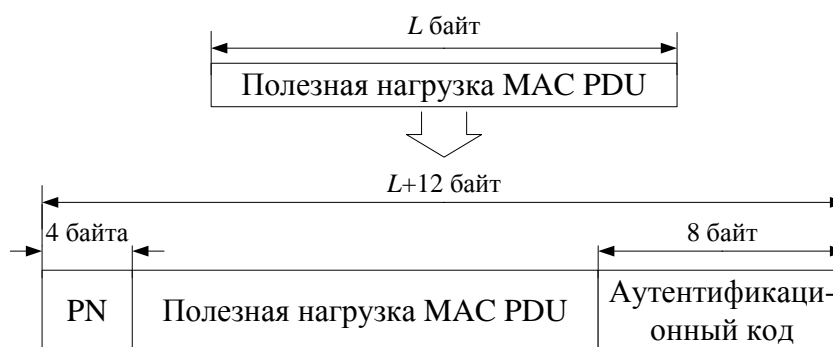 L байт
Полезная нагрузка MAC PDU
L+12 байт
4 байта
8 байт
PN
Полезная нагрузка MAC PDU
Аутентификаци-
онный код